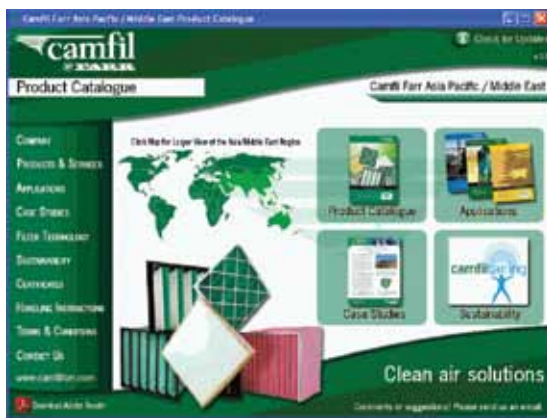 Camfil Farr Asia Pacific / Middle East Product Catalogue
camfil
FARR
Check for Updates
Product Catalogue
Camfil Farr Asia Pacific / Middle East
Click Map for Larger View of the Asia/Middle East Region
COMPANY
PRODUCTS & SERVICES
APPLICATIONS
CASE STUDIES
FILTER TECHNOLOGY
SUSTAINABILITY
CERTIFICATES
HANDLING INSTRUCTIONS
TERMS & CONDITIONS
CONTACT US
www.camfilfarr.com
Download Adobe Reader
Product Catalogue
Applications
Case Studies
camfilcaring
Sustainability
Clean air solutions
Comments or suggestions? Please send us an email.